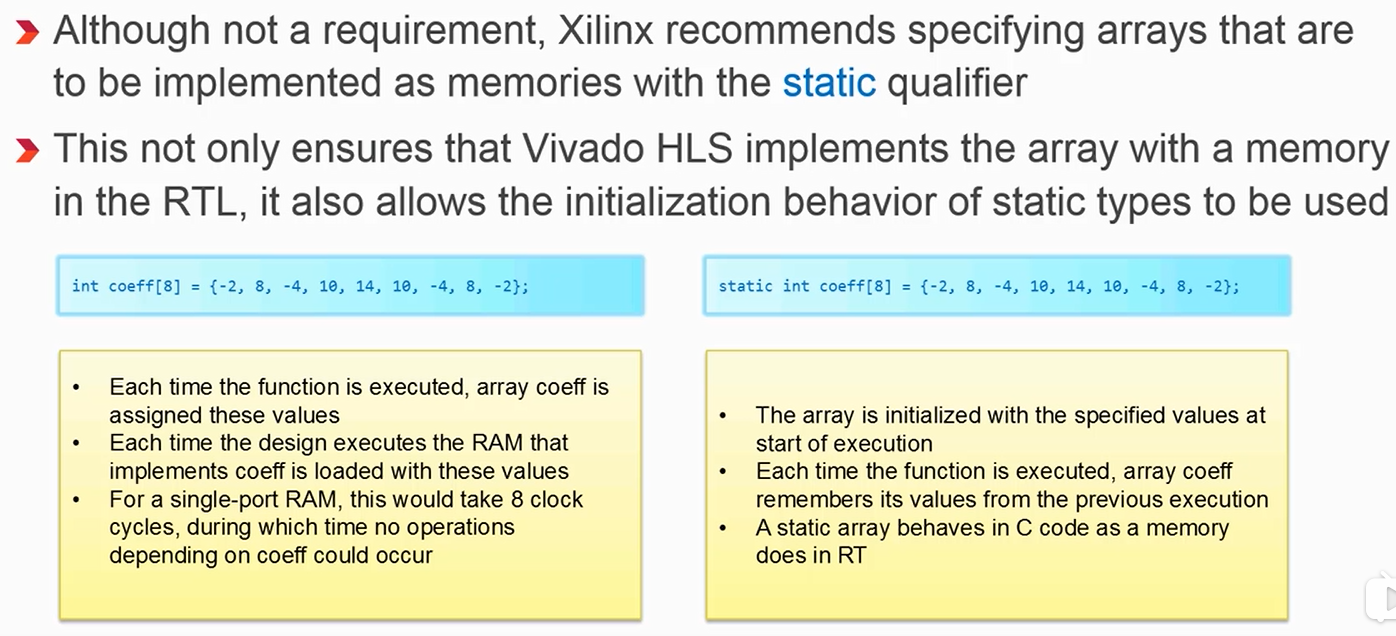 Although not a requirement, Xilinx recommends specifying arrays that are
to be implemented as memories with the static qualifier
This not only ensures that Vivado HLS implements the array with a memory
in the RTL, it also allows the initialization behavior of static types to be used
int coeff[8] = {-2, 8, -4, 10, 14, 10, -4, 8, -2};
static int coeff[8] = {-2, 8, -4, 10, 14, 10, -4, 8, -2};
• Each time the function is executed, array coeff is
assigned these values
• Each time the design executes the RAM that
implements coeff is loaded with these values
• For a single-port RAM, this would take 8 clock
cycles, during which time no operations
depending on coeff could occur
• The array is initialized with the specified values at
start of execution
• Each time the function is executed, array coeff
remembers its values from the previous execution
• A static array behaves in C code as a memory
does in RT